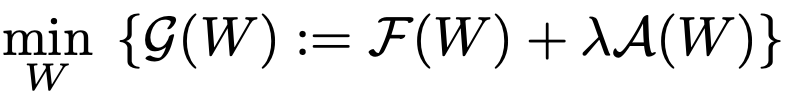 min_W {𝒢(W) := ℱ(W) + λ𝒜(W)}